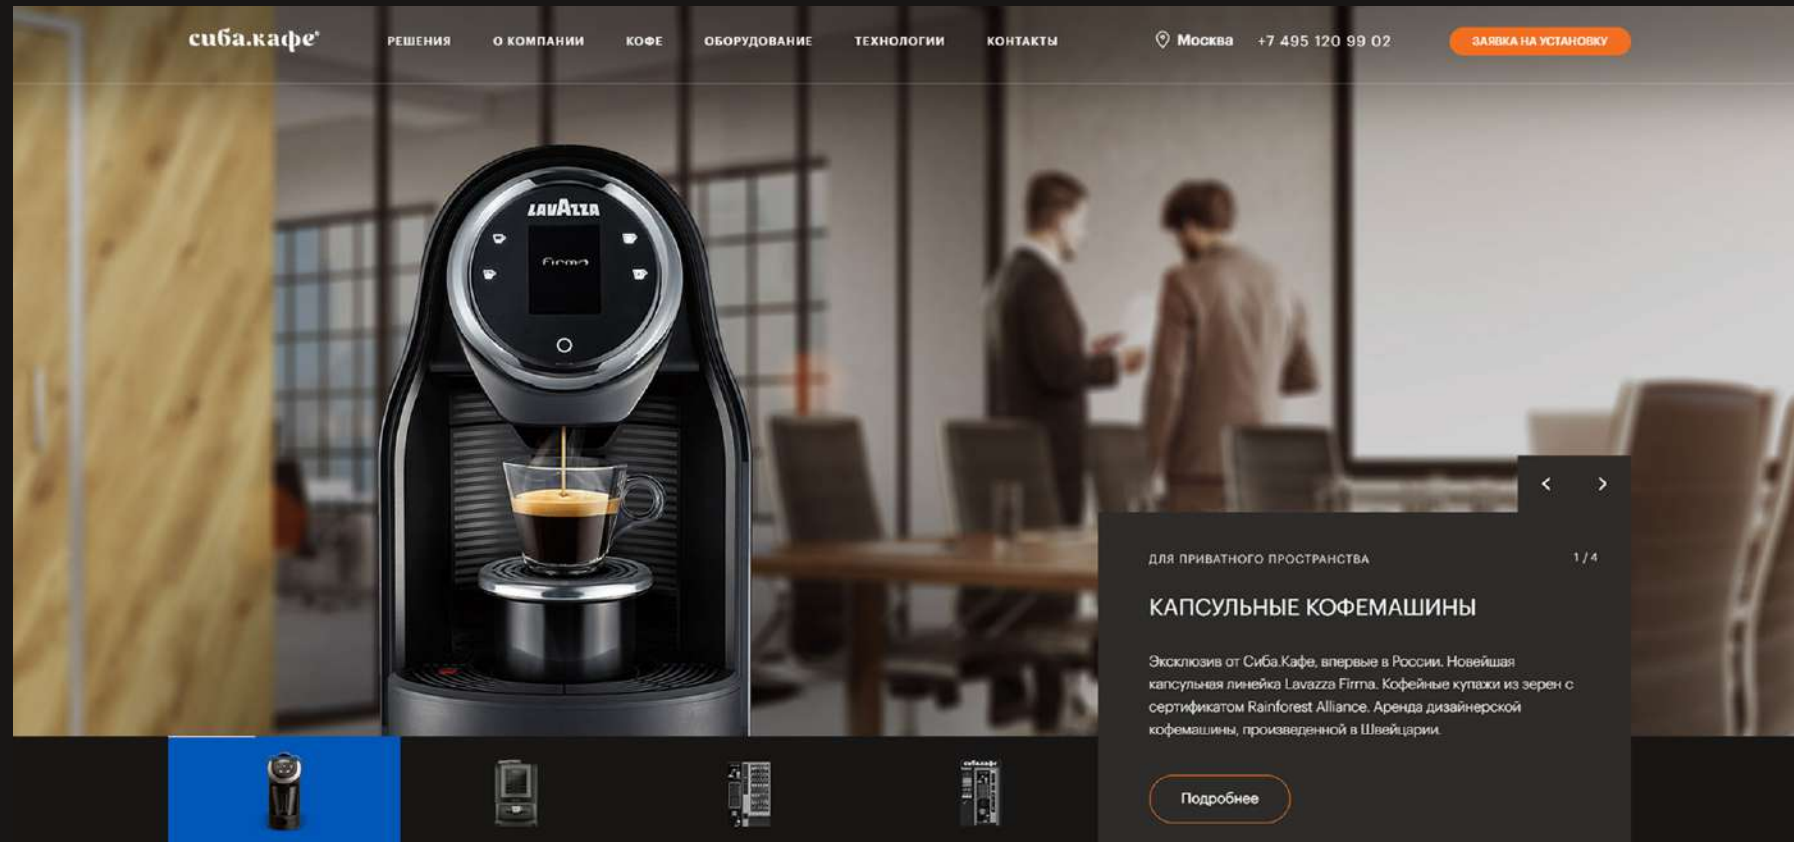 сиба.кафе®
РЕШЕНИЯ
О КОМПАНИИ
КОФЕ
ОБОРУДОВАНИЕ
ТЕХНОЛОГИИ
КОНТАКТЫ
Москва
+7 495 120 99 02
ЗАЯВКА НА УСТАНОВКУ
LAVAZZA
Firma
< >
ДЛЯ ПРИВАТНОГО ПРОСТРАНСТВА
1 / 4
КАПСУЛЬНЫЕ КОФЕМАШИНЫ
Эксклюзив от Сиба.Кафе, впервые в России. Новейшая
капсульная линейка Lavazza Firma. Кофейные купажи из зерен с
сертификатом Rainforest Alliance. Аренда дизайнерской
кофемашины, произведенной в Швейцарии.
сиба.кафе
Подробнее